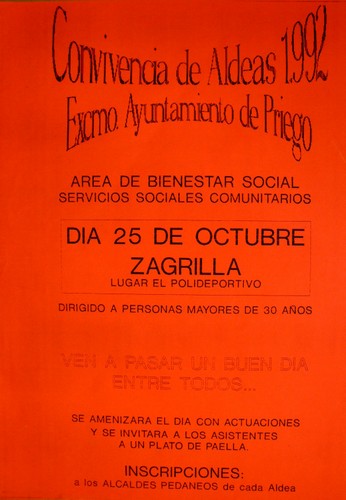 Convivencia de Aldeas 1.992
Excmo. Ayuntamiento de Priego
AREA DE BIENESTAR SOCIAL
SERVICIOS SOCIALES COMUNITARIOS
DIA 25 DE OCTUBRE
ZAGRILLA
LUGAR EL POLIDEPORTIVO
DIRIGIDO A PERSONAS MAYORES DE 30 AÑOS
VEN A PASAR UN BUEN DIA
ENTRE TODOS...
SE AMENIZARA EL DIA CON ACTUACIONES
Y SE INVITARA A LOS ASISTENTES
A UN PLATO DE PAELLA.
INSCRIPCIONES:
a los ALCALDES PEDANEOS de cada Aldea